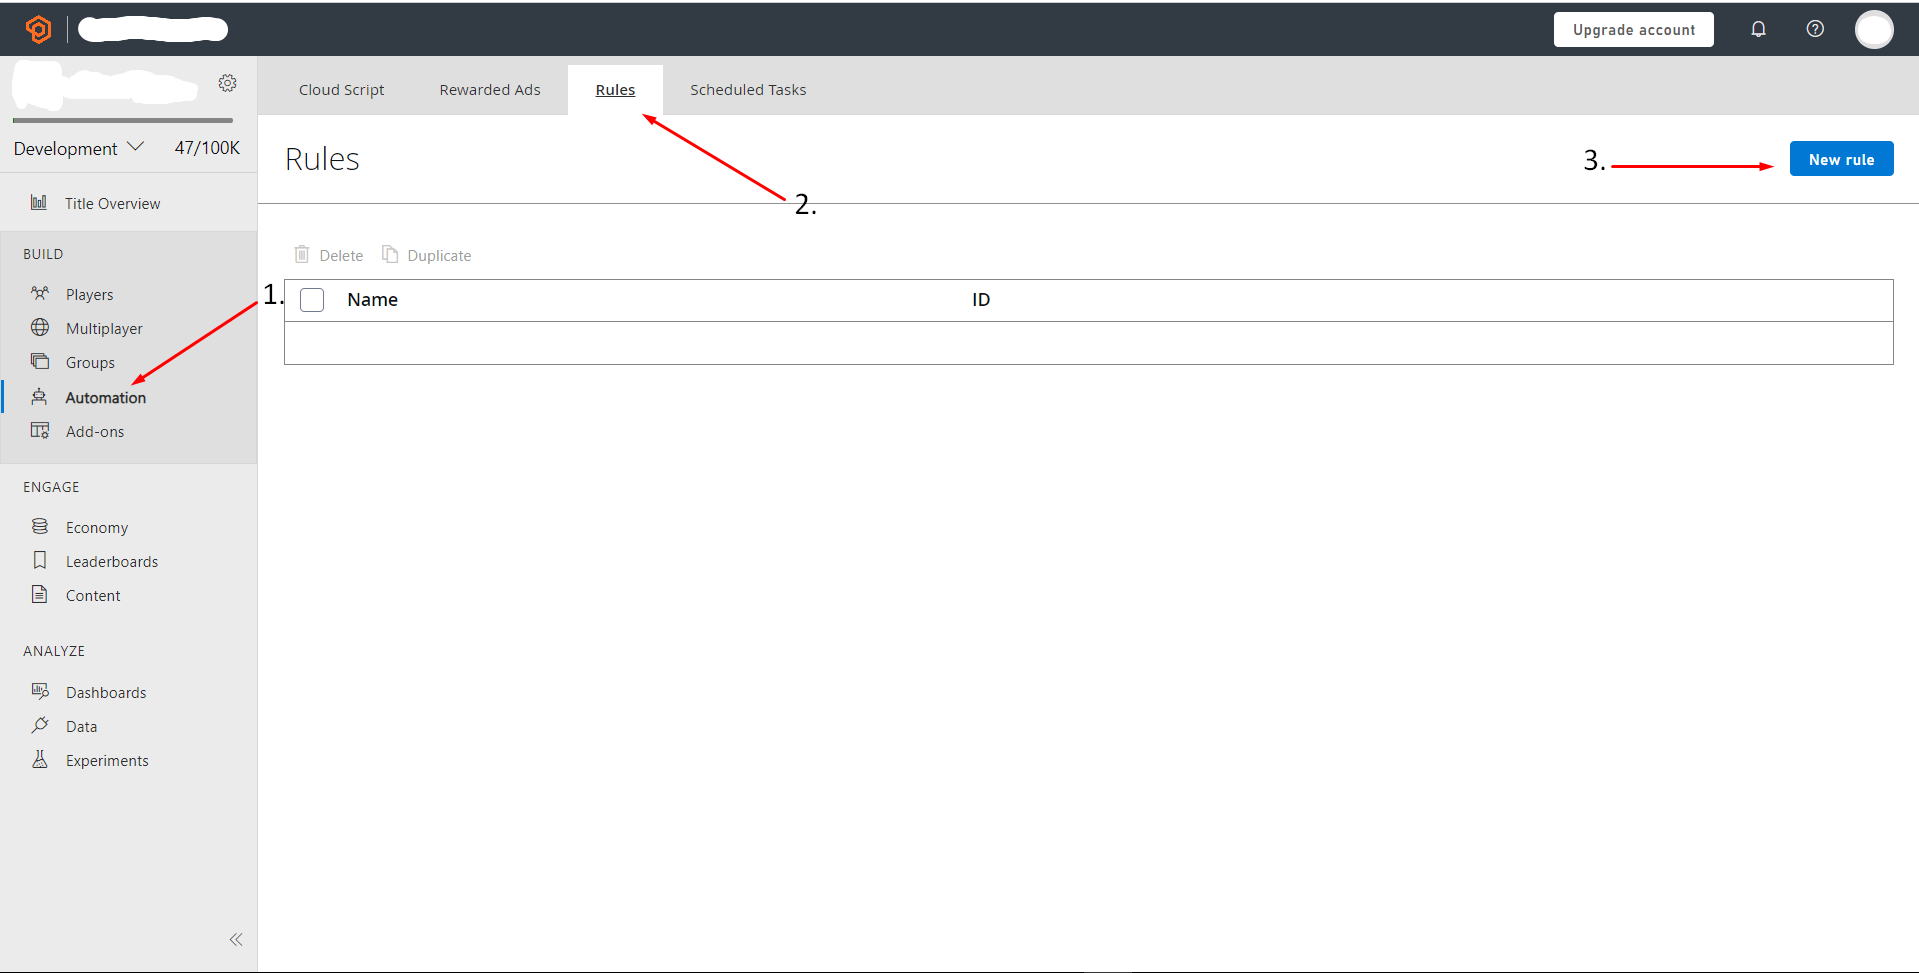 Upgrade account
Cloud Script
Rewarded Ads
Rules
Scheduled Tasks
Development
47/100K
Title Overview
BUILD
Players
Multiplayer
Groups
Automation
Add-ons
ENGAGE
Economy
Leaderboards
Content
ANALYZE
Dashboards
Data
Experiments
Rules
3.
New rule
2.
Delete
Duplicate
1.
Name
ID